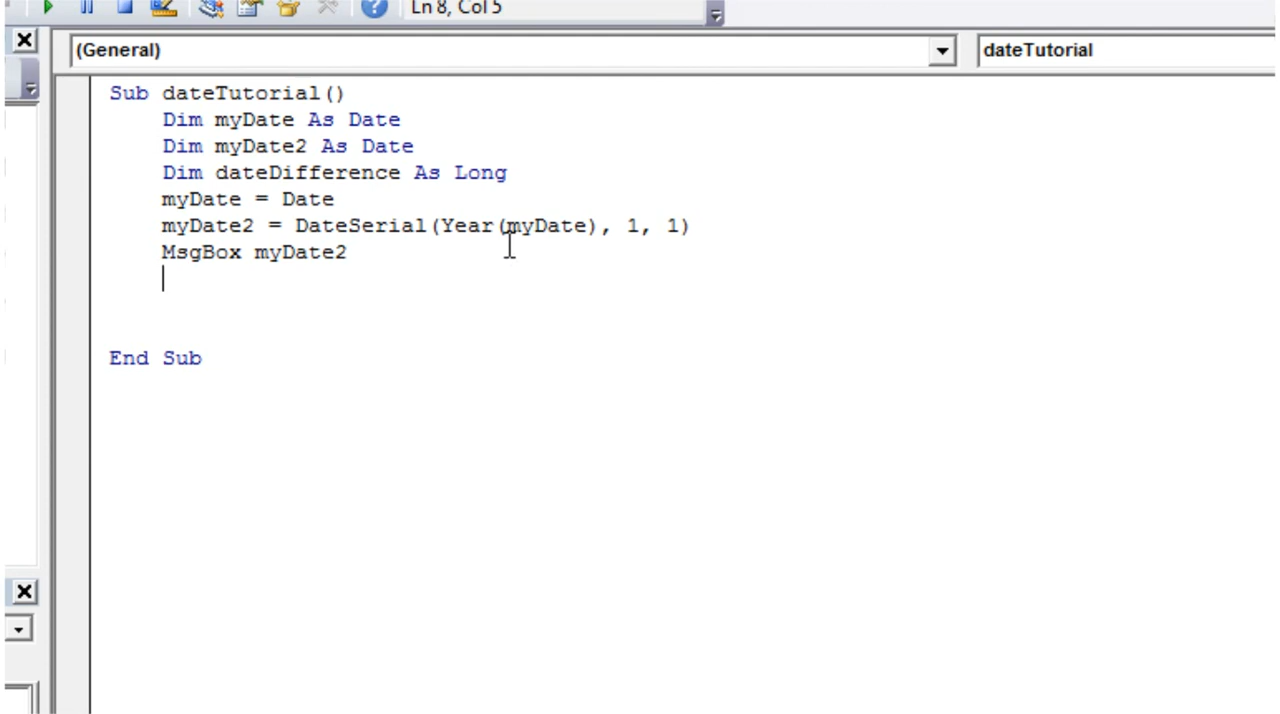 Ln 8, Col 5
(General)
dateTutorial
Sub dateTutorial()
    Dim myDate As Date
    Dim myDate2 As Date
    Dim dateDifference As Long
    myDate = Date
    myDate2 = DateSerial(Year(myDate), 1, 1)
    MsgBox myDate2
End Sub